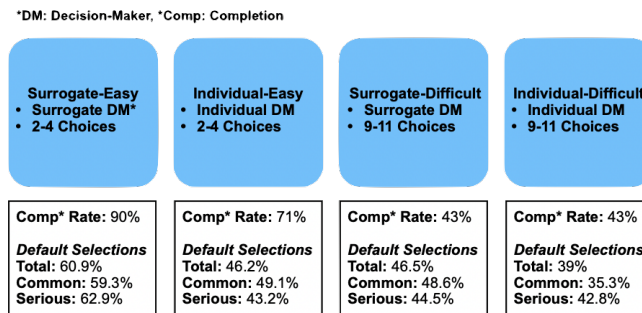 *DM: Decision-Maker, *Comp: Completion
Surrogate-Easy
• Surrogate DM*
• 2-4 Choices
Individual-Easy
• Individual DM
• 2-4 Choices
Surrogate-Difficult
• Surrogate DM
• 9-11 Choices
Individual-Difficult
• Individual DM
• 9-11 Choices
Comp* Rate: 90%
Default Selections
Total: 60.9%
Common: 59.3%
Serious: 62.9%
Comp* Rate: 71%
Default Selections
Total: 46.2%
Common: 49.1%
Serious: 43.2%
Comp* Rate: 43%
Default Selections
Total: 46.5%
Common: 48.6%
Serious: 44.5%
Comp* Rate: 43%
Default Selections
Total: 39%
Common: 35.3%
Serious: 42.8%